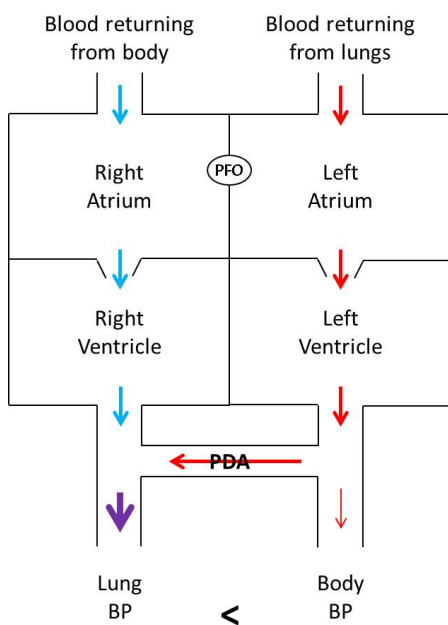 Blood returning
from body
Blood returning
from lungs
PFO
Right
Atrium
Left
Atrium
Right
Ventricle
Left
Ventricle
PDA
Lung
BP
<
Body
BP